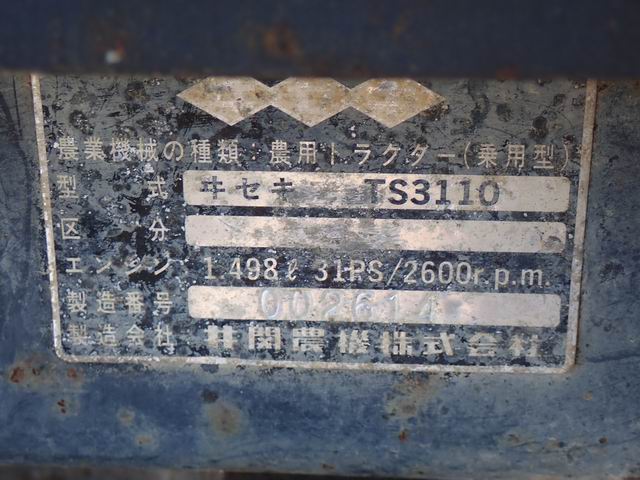 農業機械の種類：農用トラクター(乗用型)
型 式 ヰセキ TS3110
区 分
エンジン 1.498ℓ 31PS/2600r.p.m.
製造番号 002614
製造会社 井関農機株式会社